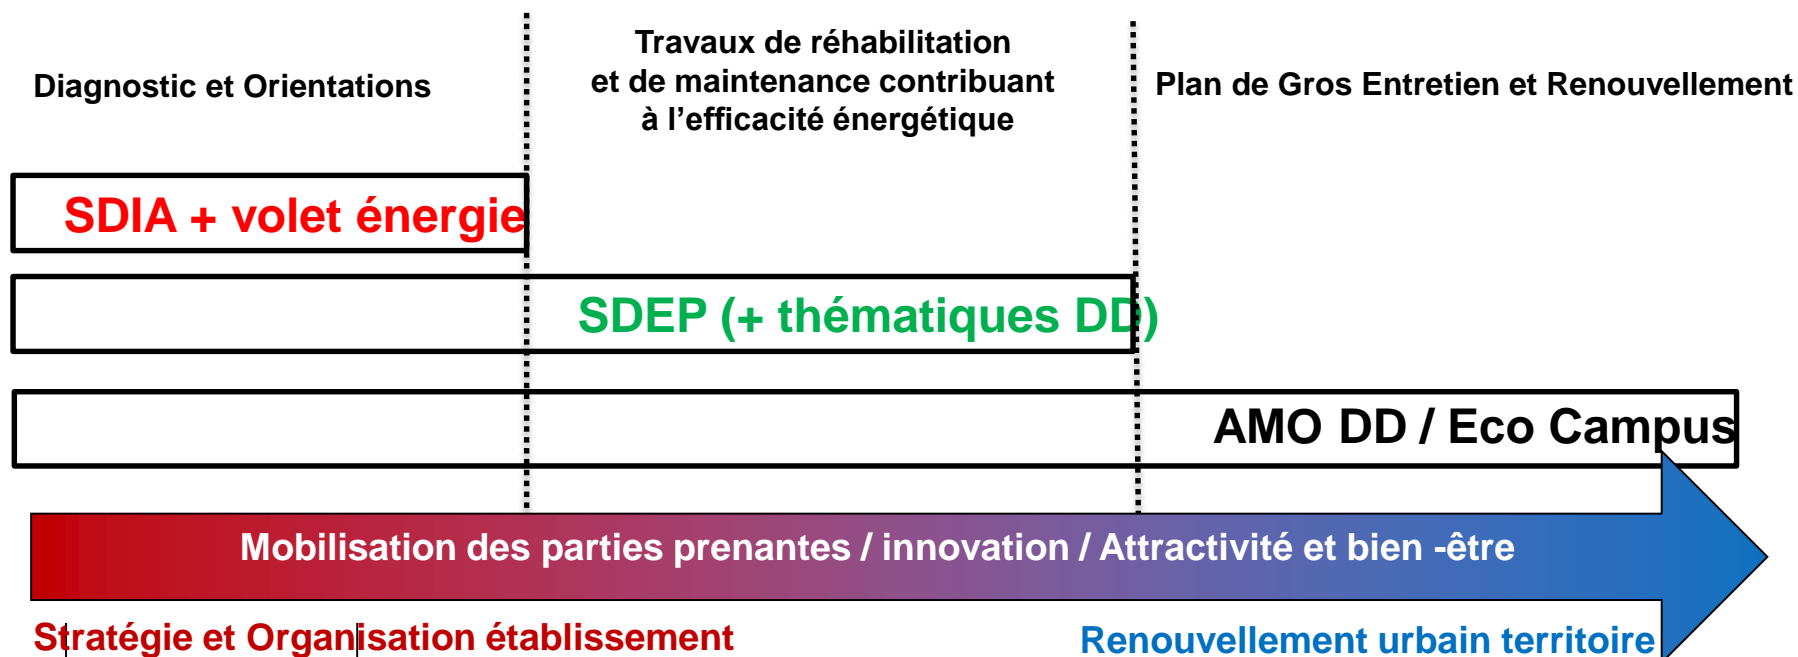 Diagnostic et Orientations
Travaux de réhabilitation
et de maintenance contribuant
à l’efficacité énergétique
Plan de Gros Entretien et Renouvellement
SDIA + volet énergie
SDEP (+ thématiques DD)
AMO DD / Eco Campus
Mobilisation des parties prenantes / innovation / Attractivité et bien -être
Stratégie et Organisation établissement
Renouvellement urbain territoire